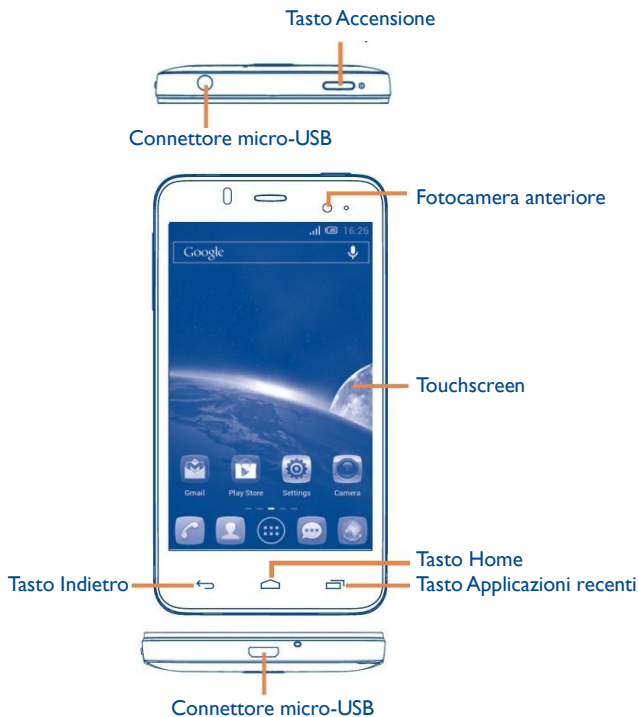 Tasto Accensione
Connettore micro-USB
Fotocamera anteriore
16:26
Google
Touchscreen
Gmail
Play Store
Settings
Camera
Tasto Home
Tasto Indietro
Tasto Applicazioni recenti
Connettore micro-USB